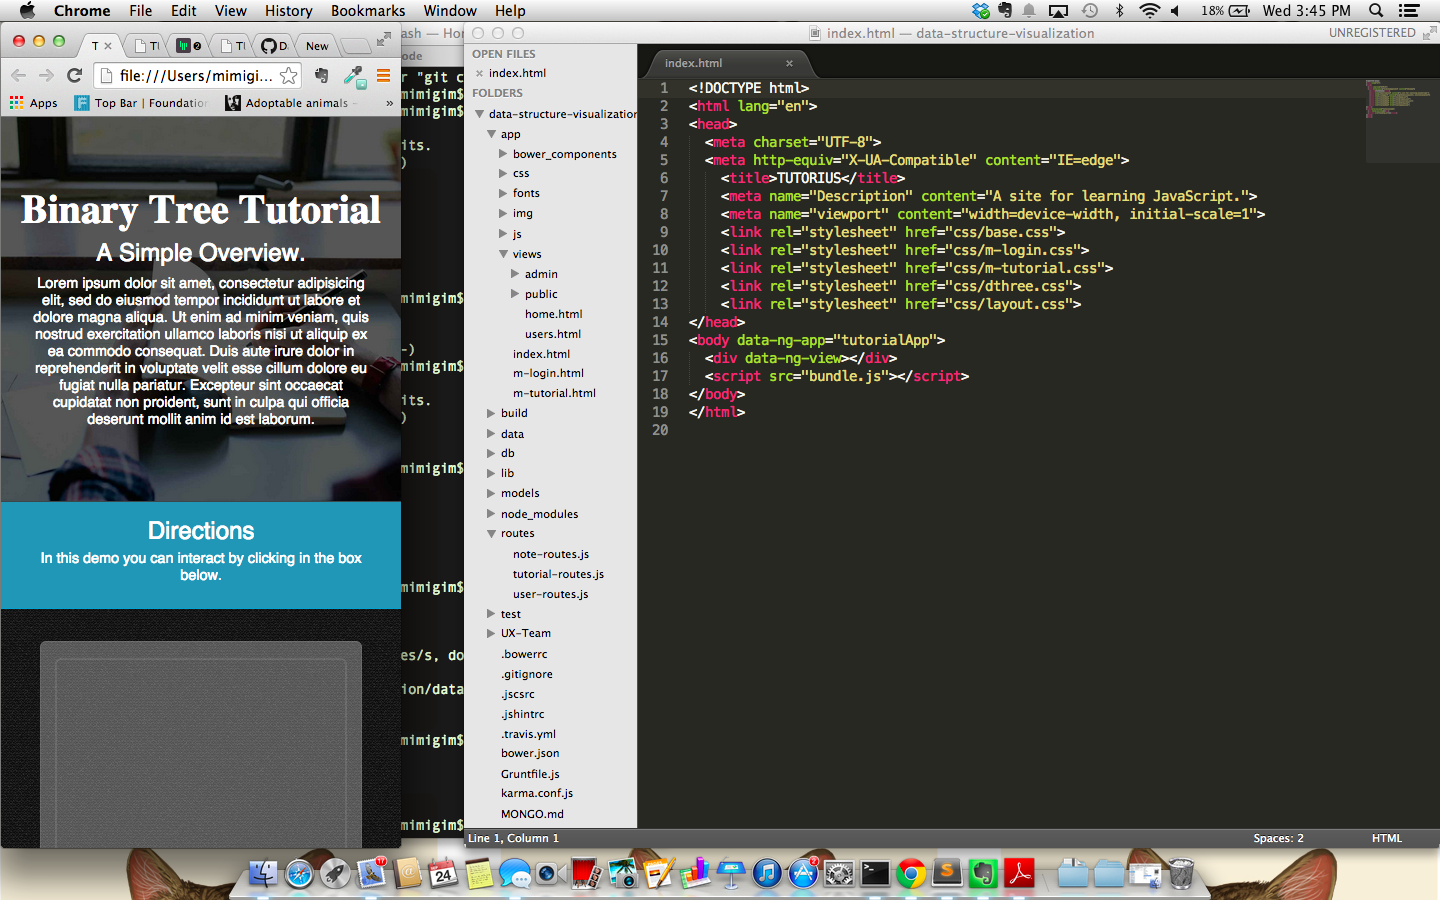 Chrome File Edit View History Bookmarks Window Help
18% Wed 3:45 PM
New
file:///Users/mimigi...
Apps Top Bar | Foundation Adoptable animals »
Binary Tree Tutorial
A Simple Overview.
Lorem ipsum dolor sit amet, consectetur adipisicing
elit, sed do eiusmod tempor incididunt ut labore et
dolore magna aliqua. Ut enim ad minim veniam, quis
nostrud exercitation ullamco laboris nisi ut aliquip ex
ea commodo consequat. Duis aute irure dolor in
reprehenderit in voluptate velit esse cillum dolore eu
fugiat nulla pariatur. Excepteur sint occaecat
cupidatat non proident, sunt in culpa qui officia
deserunt mollit anim id est laborum.
Directions
In this demo you can interact by clicking in the box
below.
ash — Ho
ode
r "git c
mimigim$
mimigim$
its.
)
mimigim$
-)
mimigim$
its.
)
mimigim$
mimigim$
es/s, do
ion/data
mimigim$
mimigim$
index.html — data-structure-visualization
UNREGISTERED
OPEN FILES
index.html
FOLDERS
data-structure-visualization
app
bower_components
css
fonts
img
js
views
admin
public
home.html
users.html
index.html
m-login.html
m-tutorial.html
build
data
db
lib
models
node_modules
routes
note-routes.js
tutorial-routes.js
user-routes.js
test
UX-Team
.bowerrc
.gitignore
.jscsrc
.jshintrc
.travis.yml
bower.json
Gruntfile.js
karma.conf.js
MONGO.md
index.html
1 <!DOCTYPE html>
2 <html lang="en">
3 <head>
4 <meta charset="UTF-8">
5 <meta http-equiv="X-UA-Compatible" content="IE=edge">
6 <title>TUTORIUS</title>
7 <meta name="Description" content="A site for learning JavaScript.">
8 <meta name="viewport" content="width=device-width, initial-scale=1">
9 <link rel="stylesheet" href="css/base.css">
10 <link rel="stylesheet" href="css/m-login.css">
11 <link rel="stylesheet" href="css/m-tutorial.css">
12 <link rel="stylesheet" href="css/dthree.css">
13 <link rel="stylesheet" href="css/layout.css">
14 </head>
15 <body data-ng-app="tutorialApp">
16 <div data-ng-view></div>
17 <script src="bundle.js"></script>
18 </body>
19 </html>
20
Line 1, Column 1
Spaces: 2 HTML
17
24
2